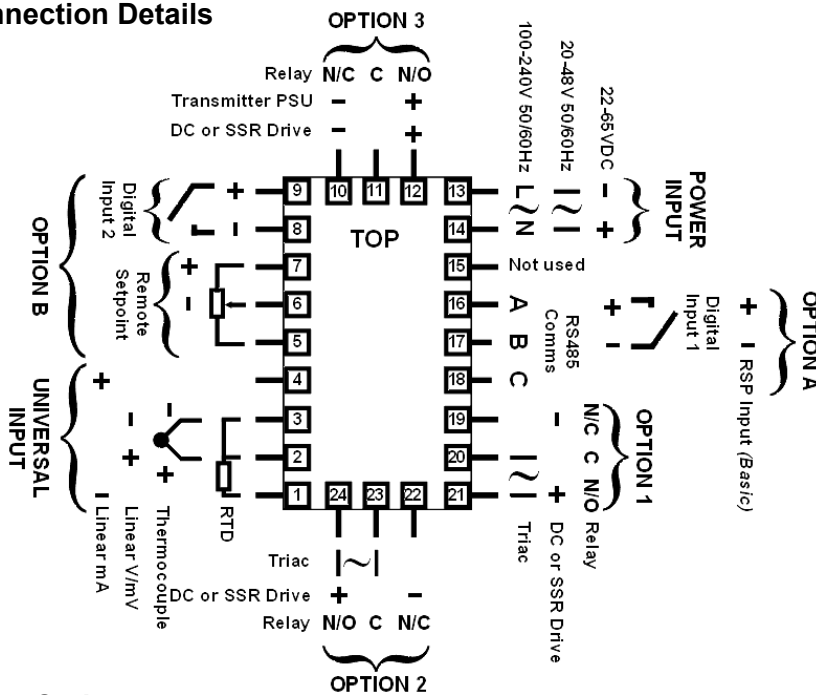 nnection Details
OPTION 3
Relay N/C C N/O
Transmitter PSU - +
DC or SSR Drive - +
100-240V 50/60Hz
20-48V 50/60Hz
22-65VDC
POWER INPUT
L ~ N
- +
9 10 11 12 13
8 TOP 14
7 15 Not used
6 16 A
5 17 B
4 18 C
3 19
2 20
1 24 23 22 21
Digital Input 2
+ -
OPTION B
Remote Setpoint
+ -
UNIVERSAL INPUT
+ - Linear mA
- + Linear V/mV
- + Thermocouple
RTD
RS485 Comms
+ -
Digital Input 1
+ - RSP Input (Basic)
OPTION A
OPTION 1
N/C C N/O Relay
- + DC or SSR Drive
~ Triac
Triac ~
DC or SSR Drive + -
Relay N/O C N/C
OPTION 2